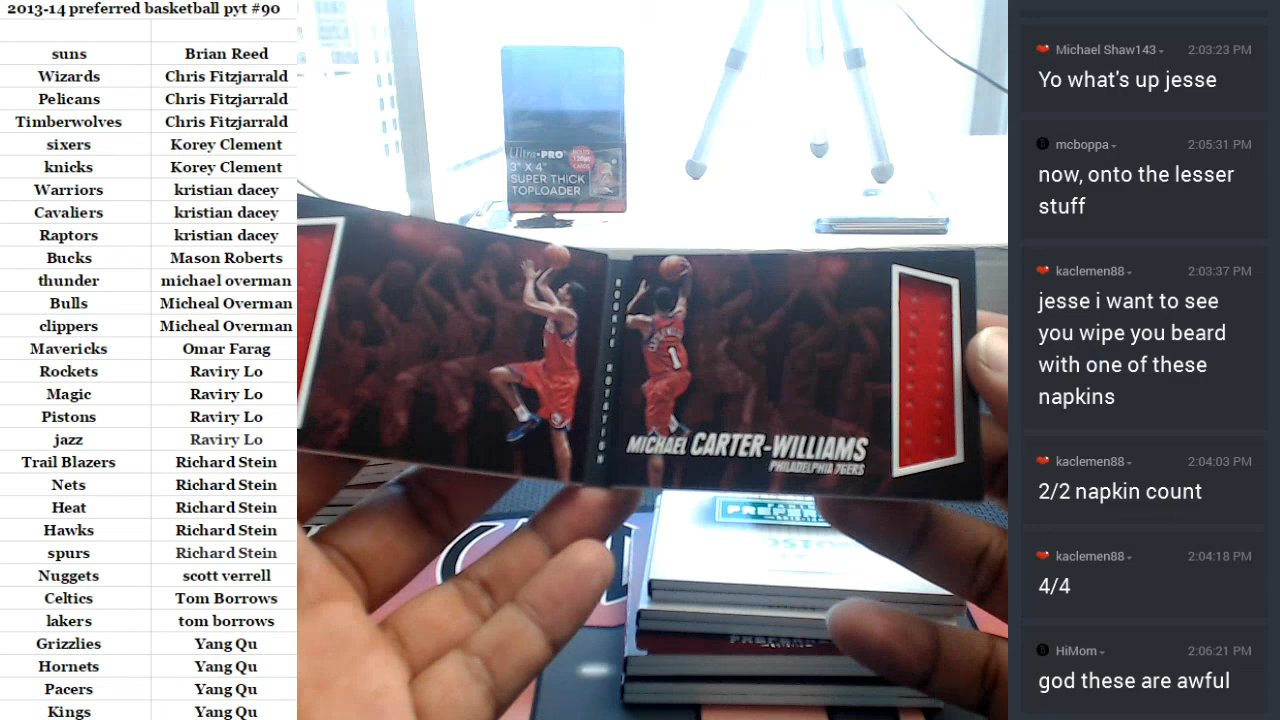 2013-14 preferred basketball pyt #90
suns Brian Reed
Wizards Chris Fitzjarrald
Pelicans Chris Fitzjarrald
Timberwolves Chris Fitzjarrald
sixers Korey Clement
knicks Korey Clement
Warriors kristian dacey
Cavaliers kristian dacey
Raptors kristian dacey
Bucks Mason Roberts
thunder michael overman
Bulls Micheal Overman
clippers Micheal Overman
Mavericks Omar Farag
Rockets Raviry Lo
Magic Raviry Lo
Pistons Raviry Lo
jazz Raviry Lo
Trail Blazers Richard Stein
Nets Richard Stein
Heat Richard Stein
Hawks Richard Stein
spurs Richard Stein
Nuggets scott verrell
Celtics Tom Borrows
lakers tom borrows
Grizzlies Yang Qu
Hornets Yang Qu
Pacers Yang Qu
Kings Yang Qu
Ultra•PRO
3" X 4"
SUPER THICK
TOPLOADER
ROOKIE ROTATION
1
MICHAEL CARTER-WILLIAMS
PHILADELPHIA 76ERS
Michael Shaw143 2:03:23 PM
Yo what's up jesse
mcboppa 2:05:31 PM
now, onto the lesser
stuff
kaclemen88 2:03:37 PM
jesse i want to see
you wipe you beard
with one of these
napkins
kaclemen88 2:04:03 PM
2/2 napkin count
kaclemen88 2:04:18 PM
4/4
HiMom 2:06:21 PM
god these are awful